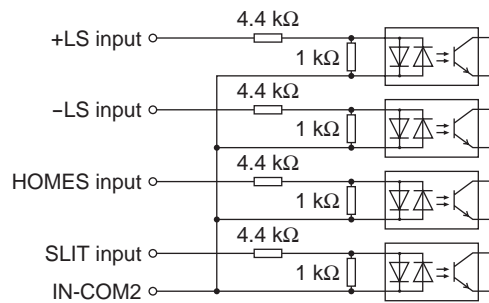 4.4 kΩ
+LS input
1 kΩ
4.4 kΩ
–LS input
1 kΩ
4.4 kΩ
HOMES input
1 kΩ
4.4 kΩ
SLIT input
1 kΩ
IN-COM2